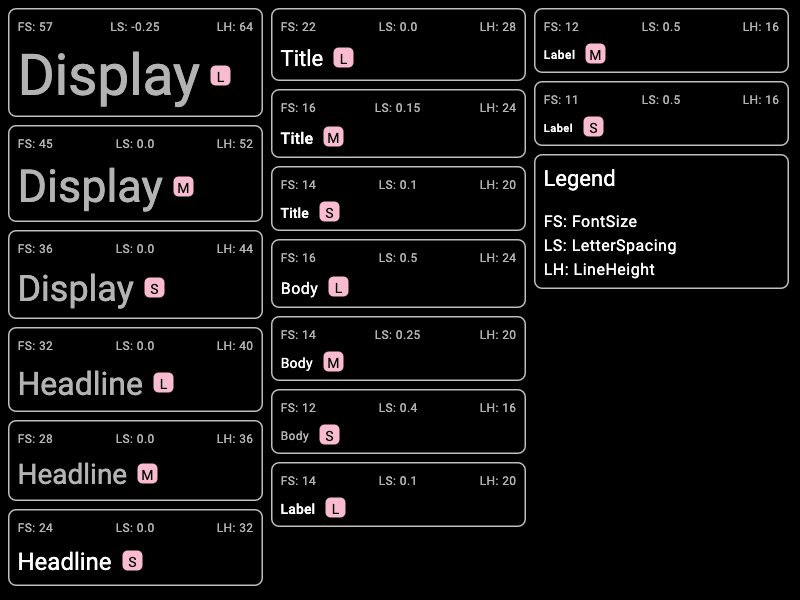 FS: 57 LS: -0.25 LH: 64
Display L
FS: 45 LS: 0.0 LH: 52
Display M
FS: 36 LS: 0.0 LH: 44
Display S
FS: 32 LS: 0.0 LH: 40
Headline L
FS: 28 LS: 0.0 LH: 36
Headline M
FS: 24 LS: 0.0 LH: 32
Headline S
FS: 22 LS: 0.0 LH: 28
Title L
FS: 16 LS: 0.15 LH: 24
Title M
FS: 14 LS: 0.1 LH: 20
Title S
FS: 16 LS: 0.5 LH: 24
Body L
FS: 14 LS: 0.25 LH: 20
Body M
FS: 12 LS: 0.4 LH: 16
Body S
FS: 14 LS: 0.1 LH: 20
Label L
FS: 12 LS: 0.5 LH: 16
Label M
FS: 11 LS: 0.5 LH: 16
Label S
Legend
FS: FontSize
LS: LetterSpacing
LH: LineHeight